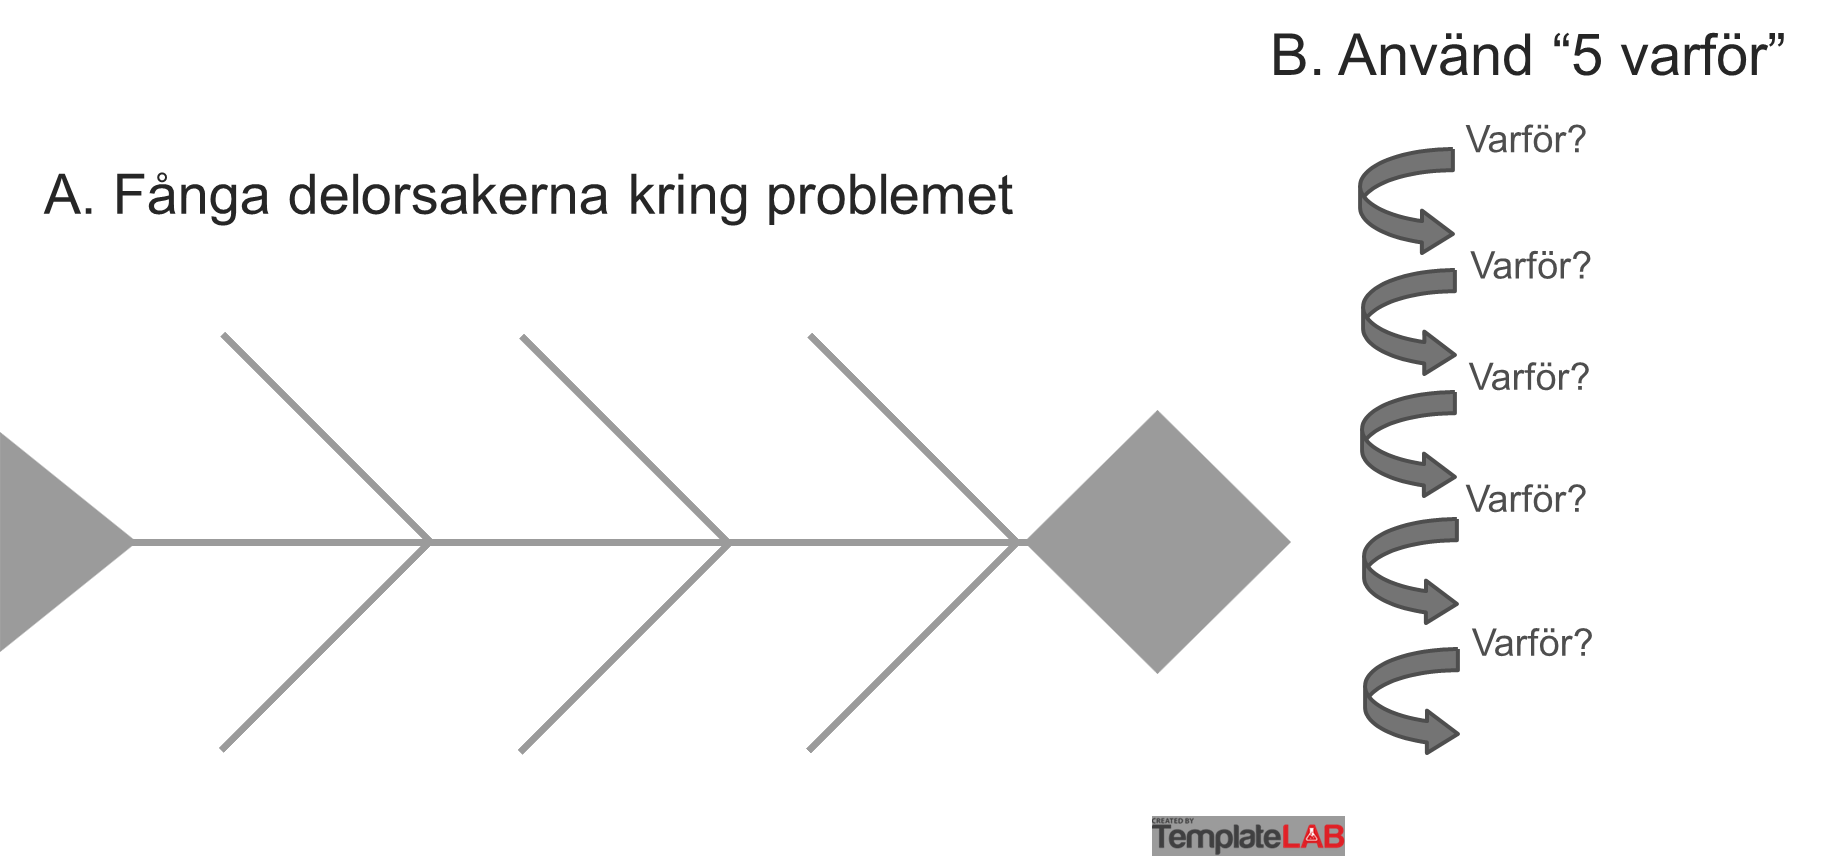 B. Använd “5 varför”
Varför?
A. Fånga delorsakerna kring problemet
Varför?
Varför?
Varför?
Varför?
CREATED BY
TemplateLAB